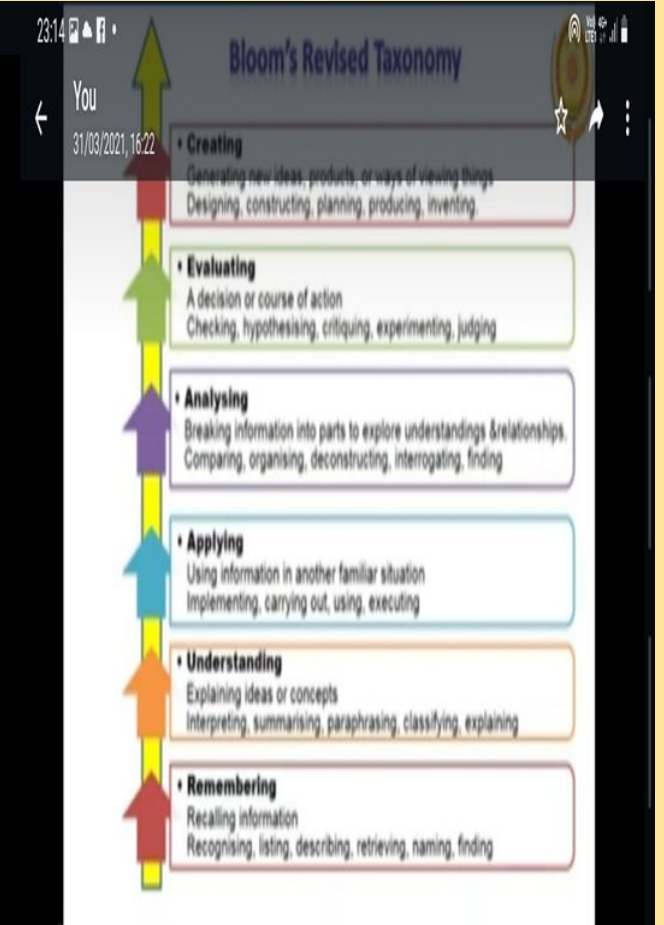 23:14
Bloom's Revised Taxonomy
You
31/03/2021, 16:22
• Creating
Generating new ideas, products, or ways of viewing things
Designing, constructing, planning, producing, inventing.
• Evaluating
A decision or course of action
Checking, hypothesising, critiquing, experimenting, judging
• Analysing
Breaking information into parts to explore understandings &relationships.
Comparing, organising, deconstructing, interrogating, finding
• Applying
Using information in another familiar situation
Implementing, carrying out, using, executing
• Understanding
Explaining ideas or concepts
Interpreting, summarising, paraphrasing, classifying, explaining
• Remembering
Recalling information
Recognising, listing, describing, retrieving, naming, finding